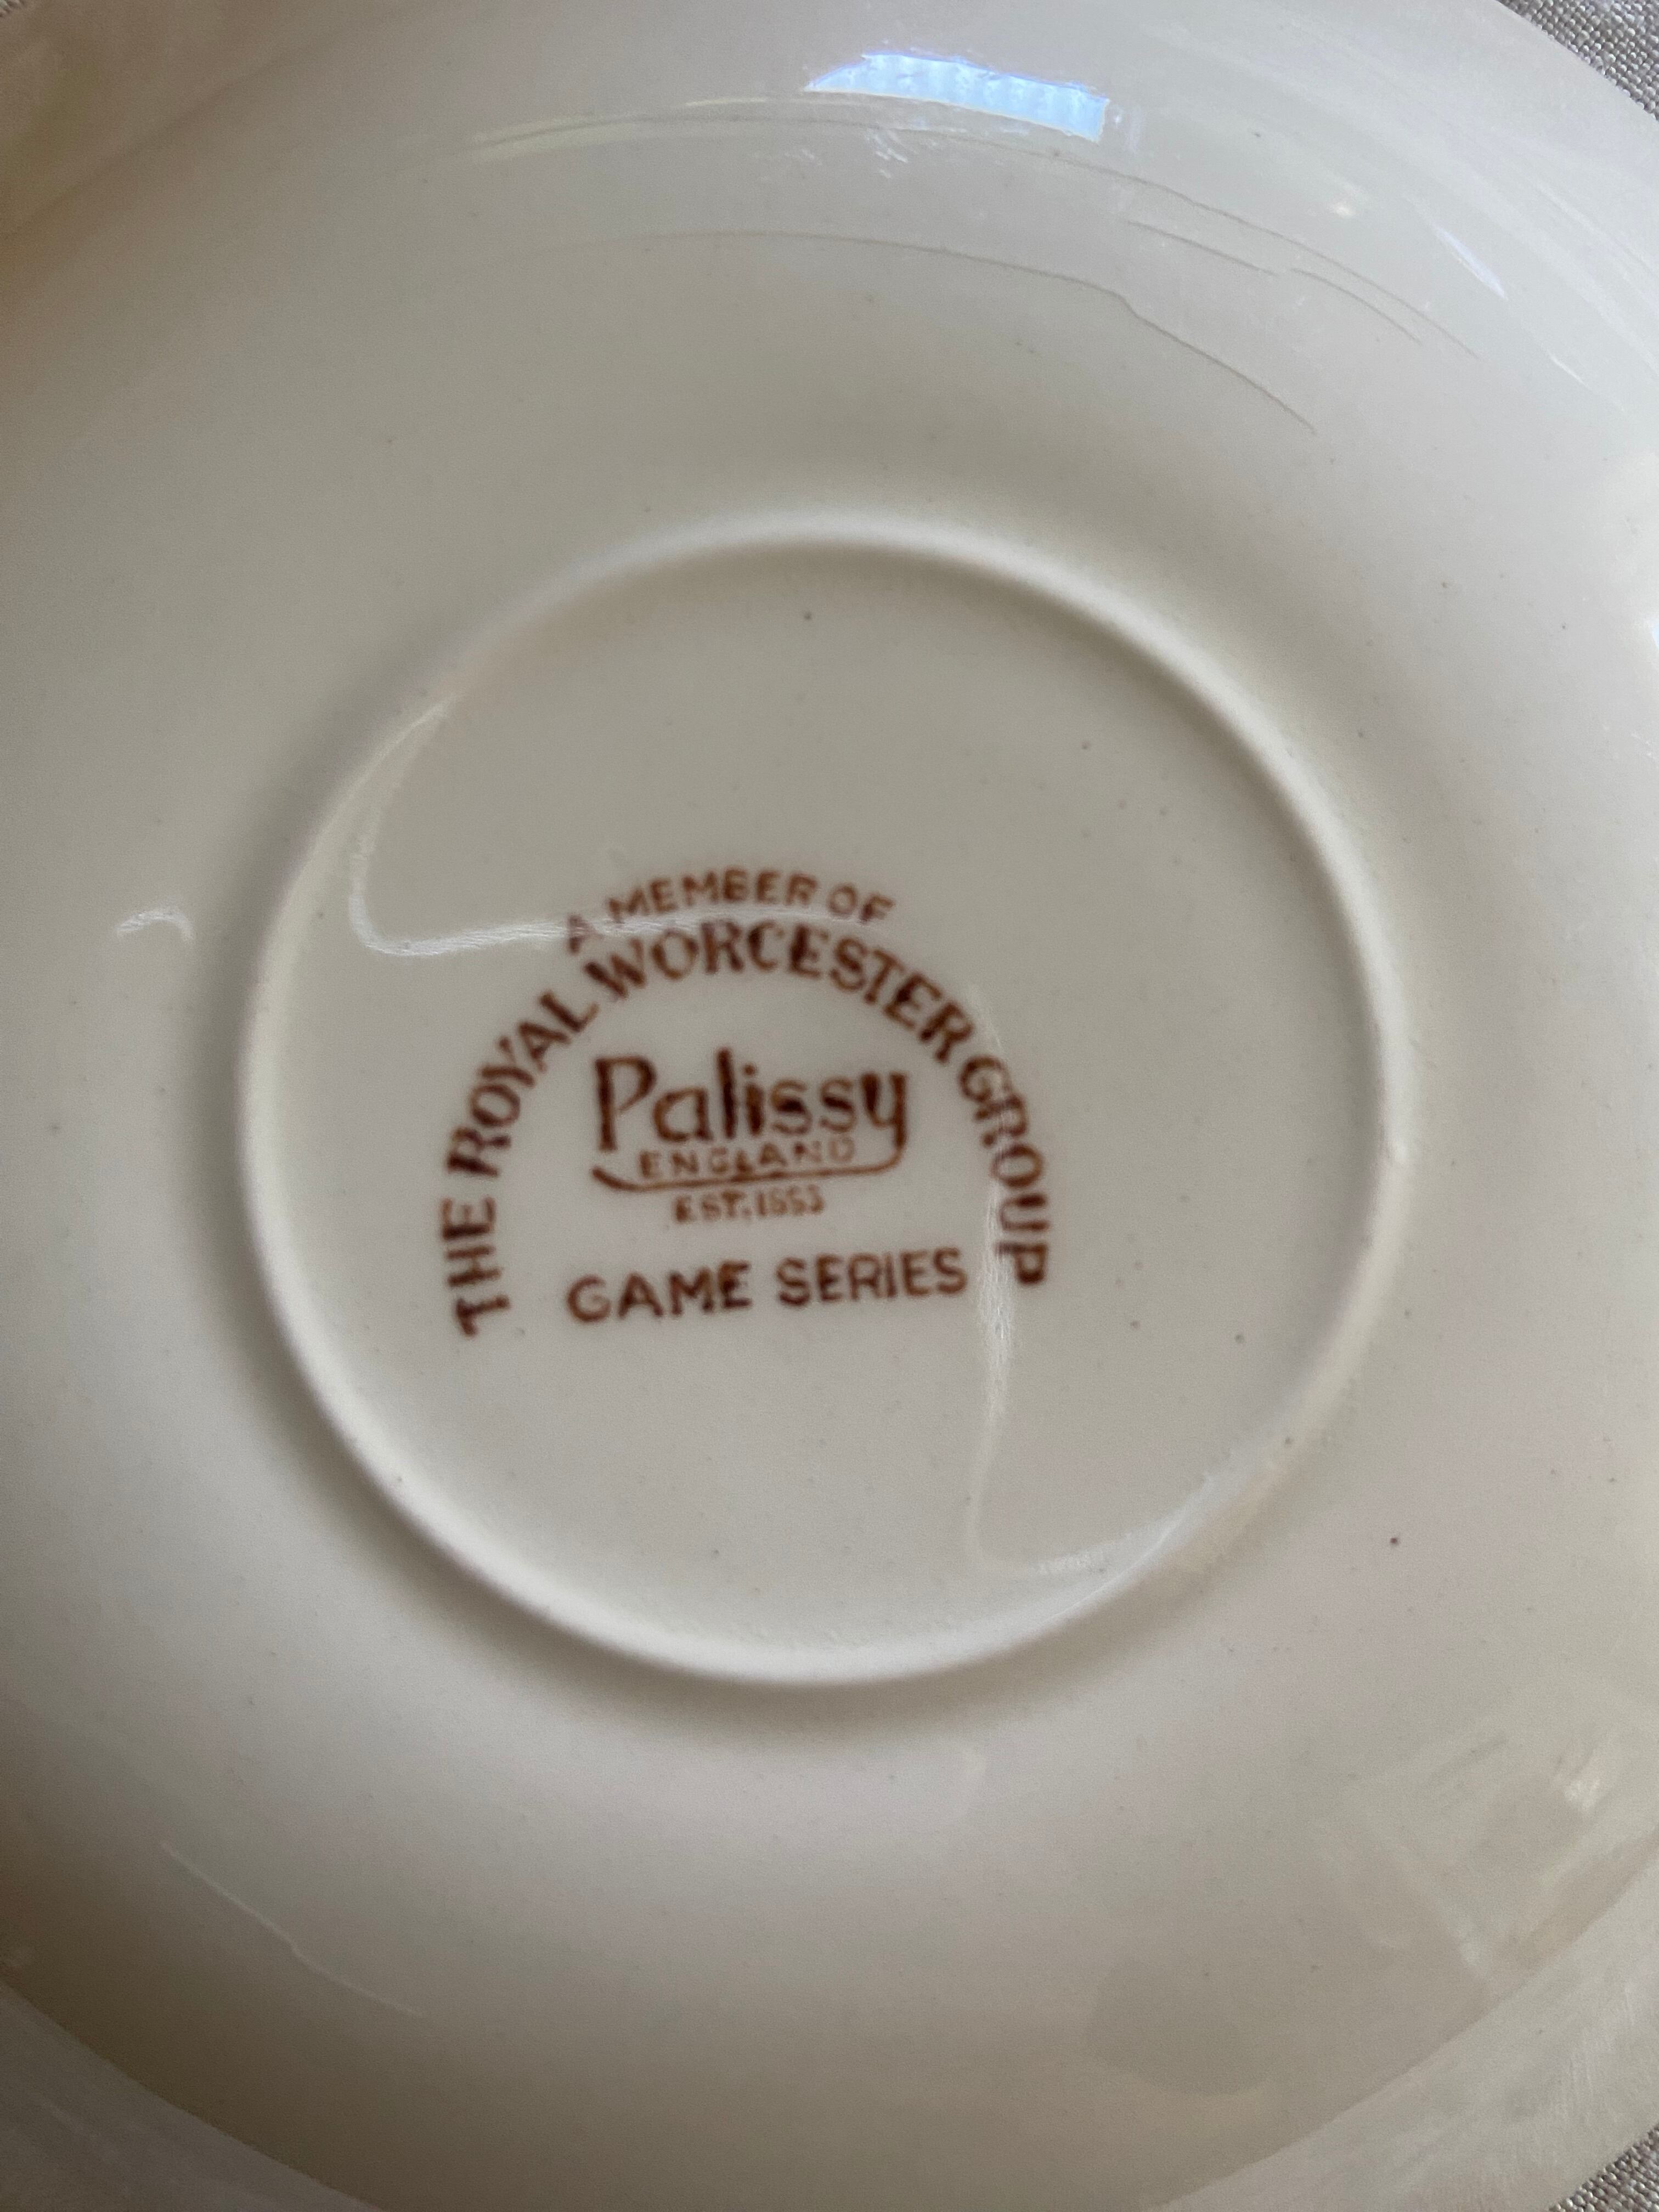 A MEMBER OF
THE ROYAL WORCESTER GROUP
Palissy
ENGLAND
EST. 1853
GAME SERIES